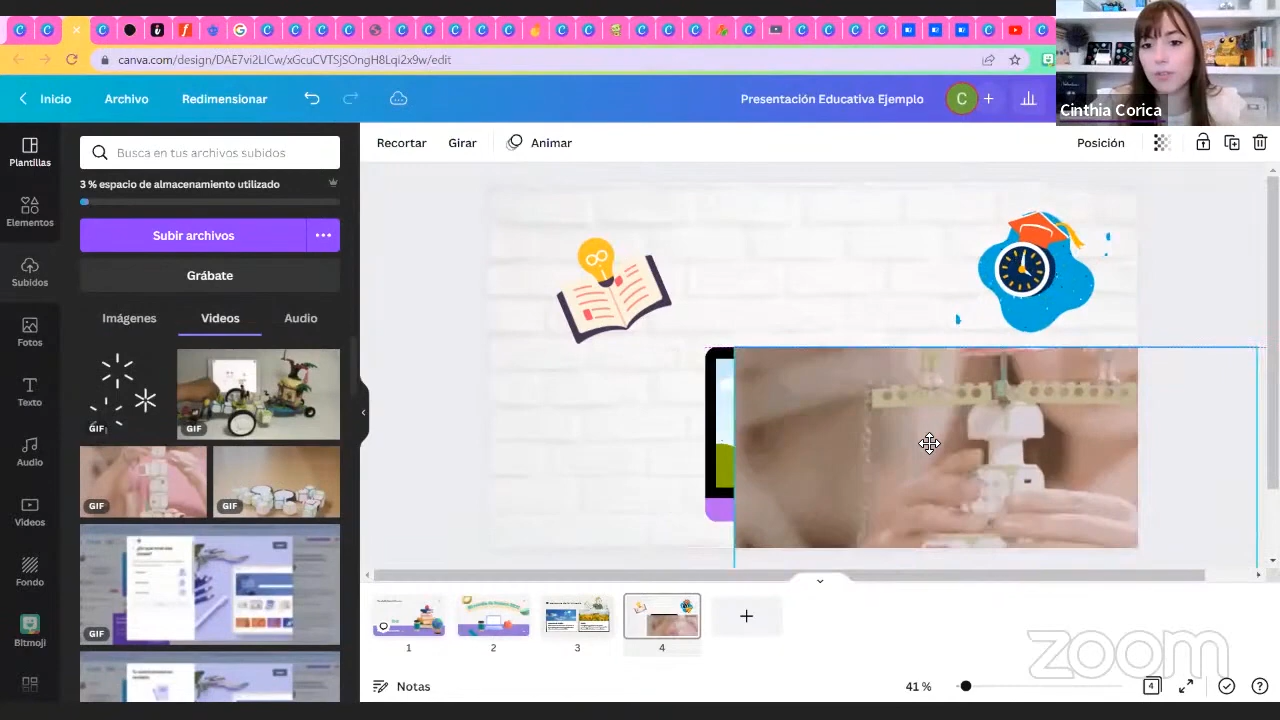 canva.com/design/DAE7vi2LlCw/xGcuCVTSjSOngH8LqiZXjA/edit
Cinthia Corica
Inicio
Archivo
Redimensionar
Presentación Educativa Ejemplo
C
Plantillas
Elementos
Subidos
Fotos
Texto
Audio
Videos
Fondo
Bitmoji
Busca en tus archivos subidos
3 % espacio de almacenamiento utilizado
Subir archivos
Grábate
Imágenes
Videos
Audio
GIF
GIF
GIF
GIF
GIF
Recortar
Girar
Animar
Posición
1
2
3
4
Notas
41 %
4
zoom